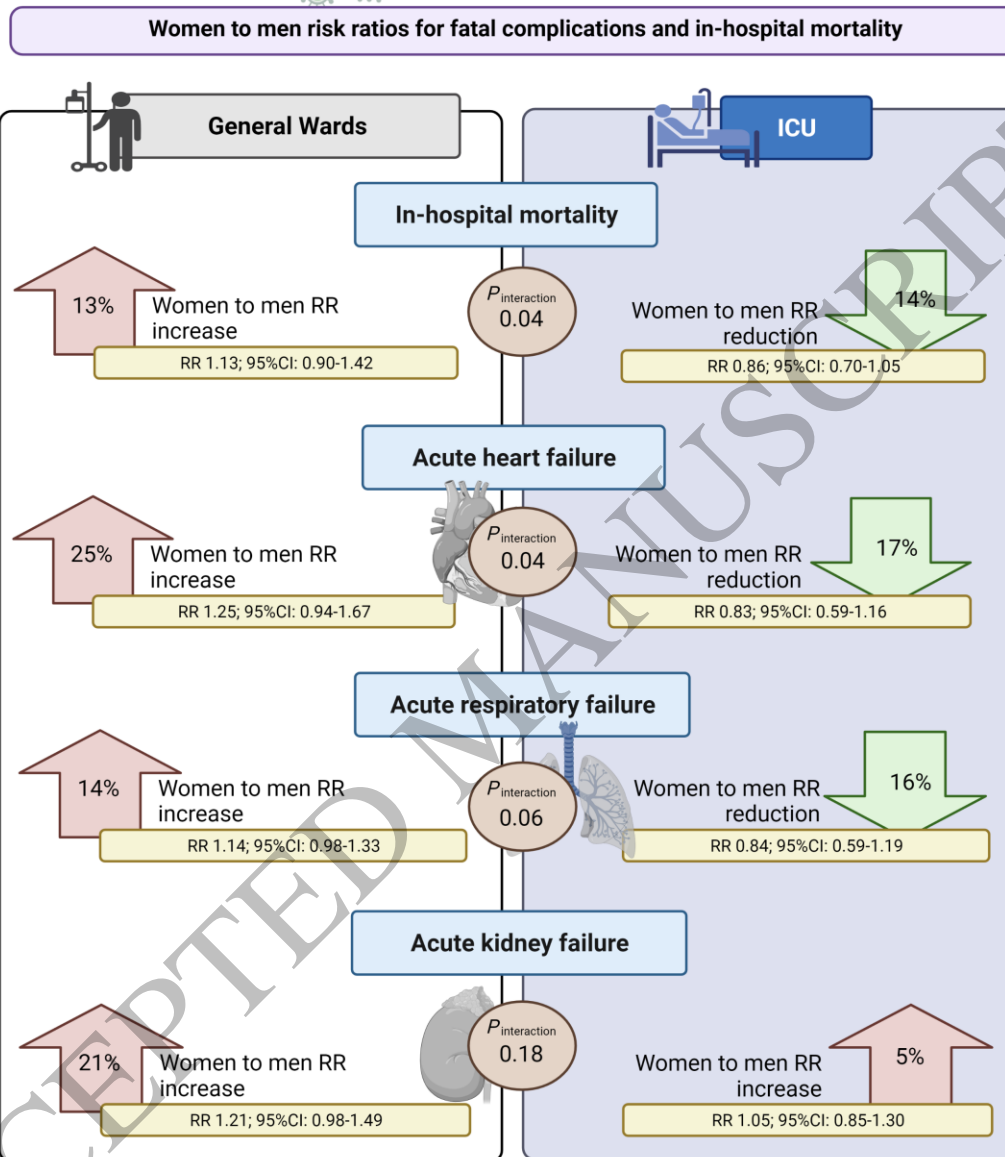 Women to men risk ratios for fatal complications and in-hospital mortality
General Wards
ICU
In-hospital mortality
13%
Women to men RR
increase
RR 1.13; 95%CI: 0.90-1.42
P interaction
0.04
14%
Women to men RR
reduction
RR 0.86; 95%CI: 0.70-1.05
Acute heart failure
25%
Women to men RR
increase
RR 1.25; 95%CI: 0.94-1.67
P interaction
0.04
17%
Women to men RR
reduction
RR 0.83; 95%CI: 0.59-1.16
Acute respiratory failure
14%
Women to men RR
increase
RR 1.14; 95%CI: 0.98-1.33
P interaction
0.06
16%
Women to men RR
reduction
RR 0.84; 95%CI: 0.59-1.19
Acute kidney failure
21%
Women to men RR
increase
RR 1.21; 95%CI: 0.98-1.49
P interaction
0.18
5%
Women to men RR
increase
RR 1.05; 95%CI: 0.85-1.30
CEPTED MANUSCRIP